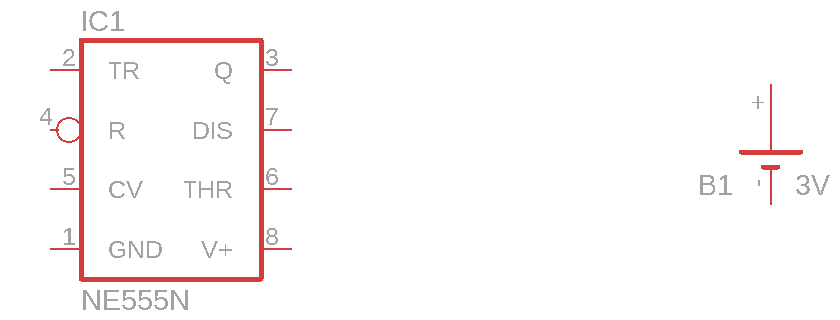 IC1
2 TR Q 3
4 R DIS 7
5 CV THR 6
1 GND V+ 8
NE555N
+
B1 - 3V